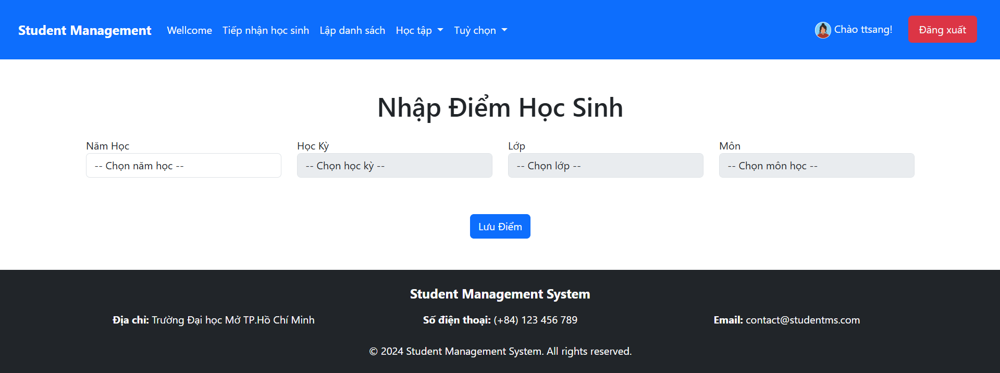 Student Management Wellcome Tiếp nhận học sinh Lập danh sách Học tập Tuỳ chọn Chào ttsang! Đăng xuất
Nhập Điểm Học Sinh
Năm Học Học Kỳ Lớp Môn
-- Chọn năm học -- -- Chọn học kỳ -- -- Chọn lớp -- -- Chọn môn học --
Lưu Điểm
Student Management System
Địa chỉ: Trường Đại học Mở TP.Hồ Chí Minh Số điện thoại: (+84) 123 456 789 Email: contact@studentms.com
© 2024 Student Management System. All rights reserved.